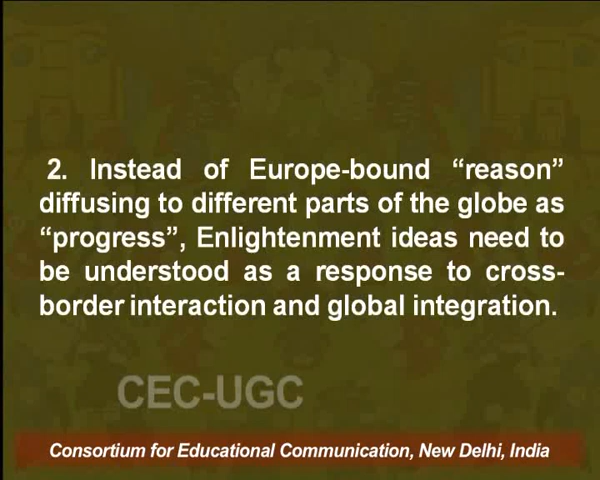 2. Instead of Europe-bound “reason”
diffusing to different parts of the globe as
“progress”, Enlightenment ideas need to
be understood as a response to cross-
border interaction and global integration.
CEC-UGC
Consortium for Educational Communication, New Delhi, India